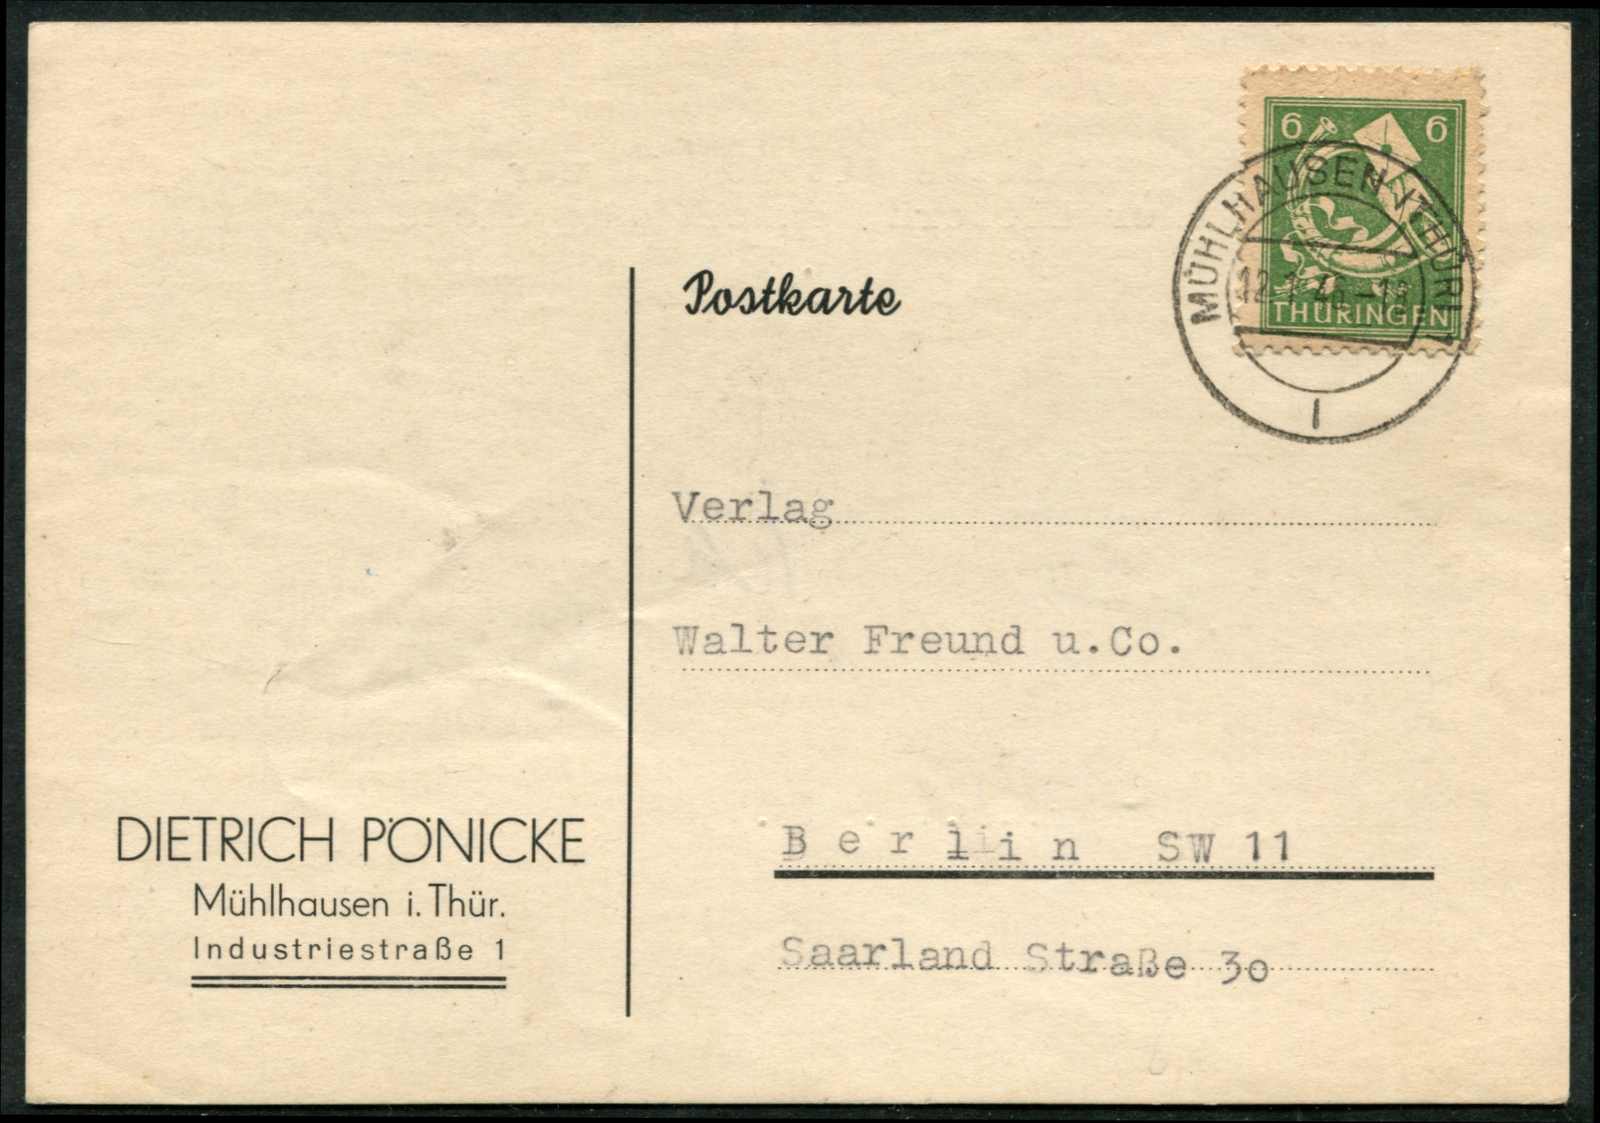 6 6
MÜHLHAUSEN (THÜR)
THÜRINGEN
1
Postkarte
Verlag
Walter Freund u.Co.
Berlin SW 11
Saarland Straße 30
DIETRICH PÖNICKE
Mühlhausen i. Thür.
Industriestraße 1